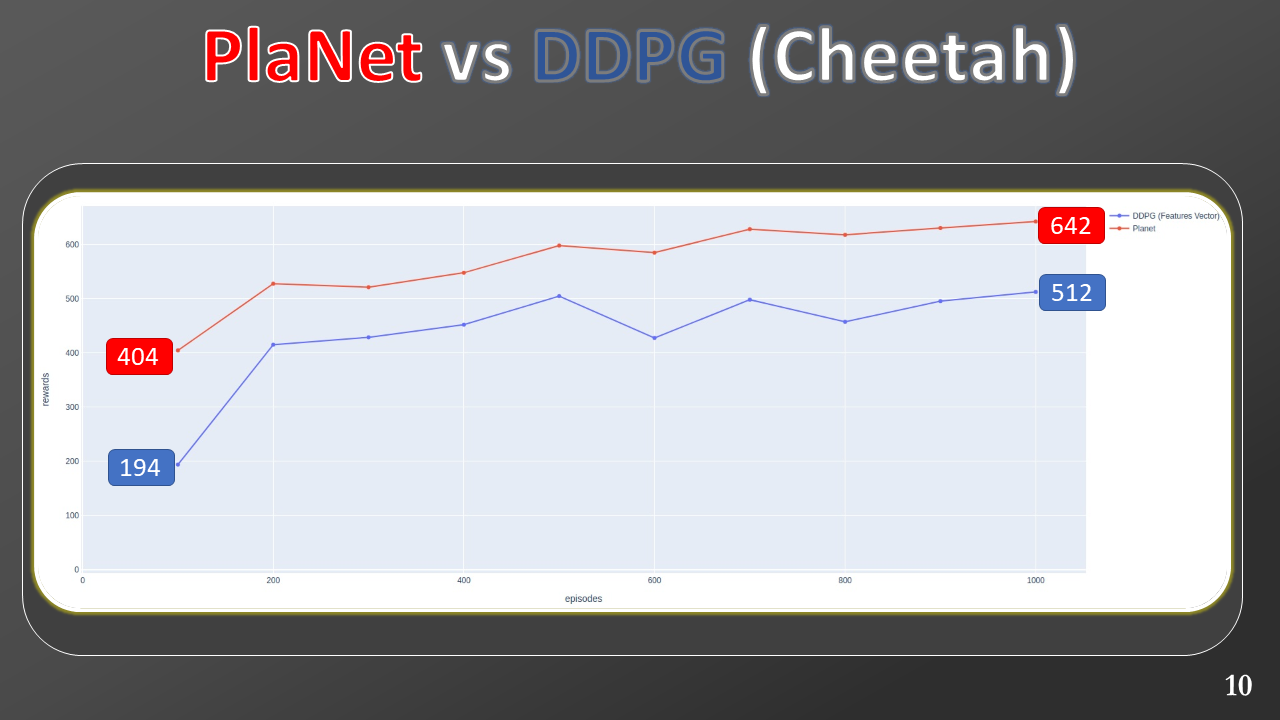 PlaNet vs DDPG (Cheetah)
642
DDPG (Features Vector)
Planet
600
512
500
404
400
rewards
300
194
200
100
0
0 200 400 600 800 1000
episodes
10